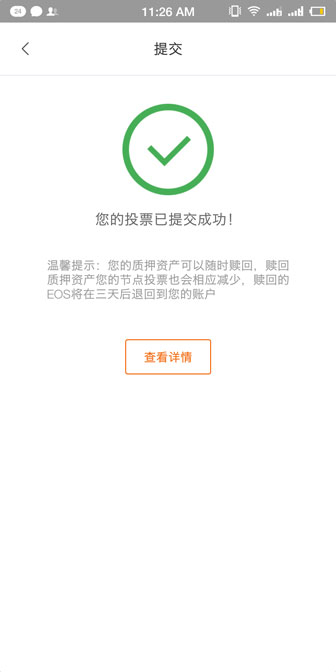 24
11:26 AM
提交
您的投票已提交成功！
温馨提示：您的质押资产可以随时赎回，赎回
质押资产您的节点投票也会相应减少，赎回的
EOS将在三天后退回到您的账户
查看详情